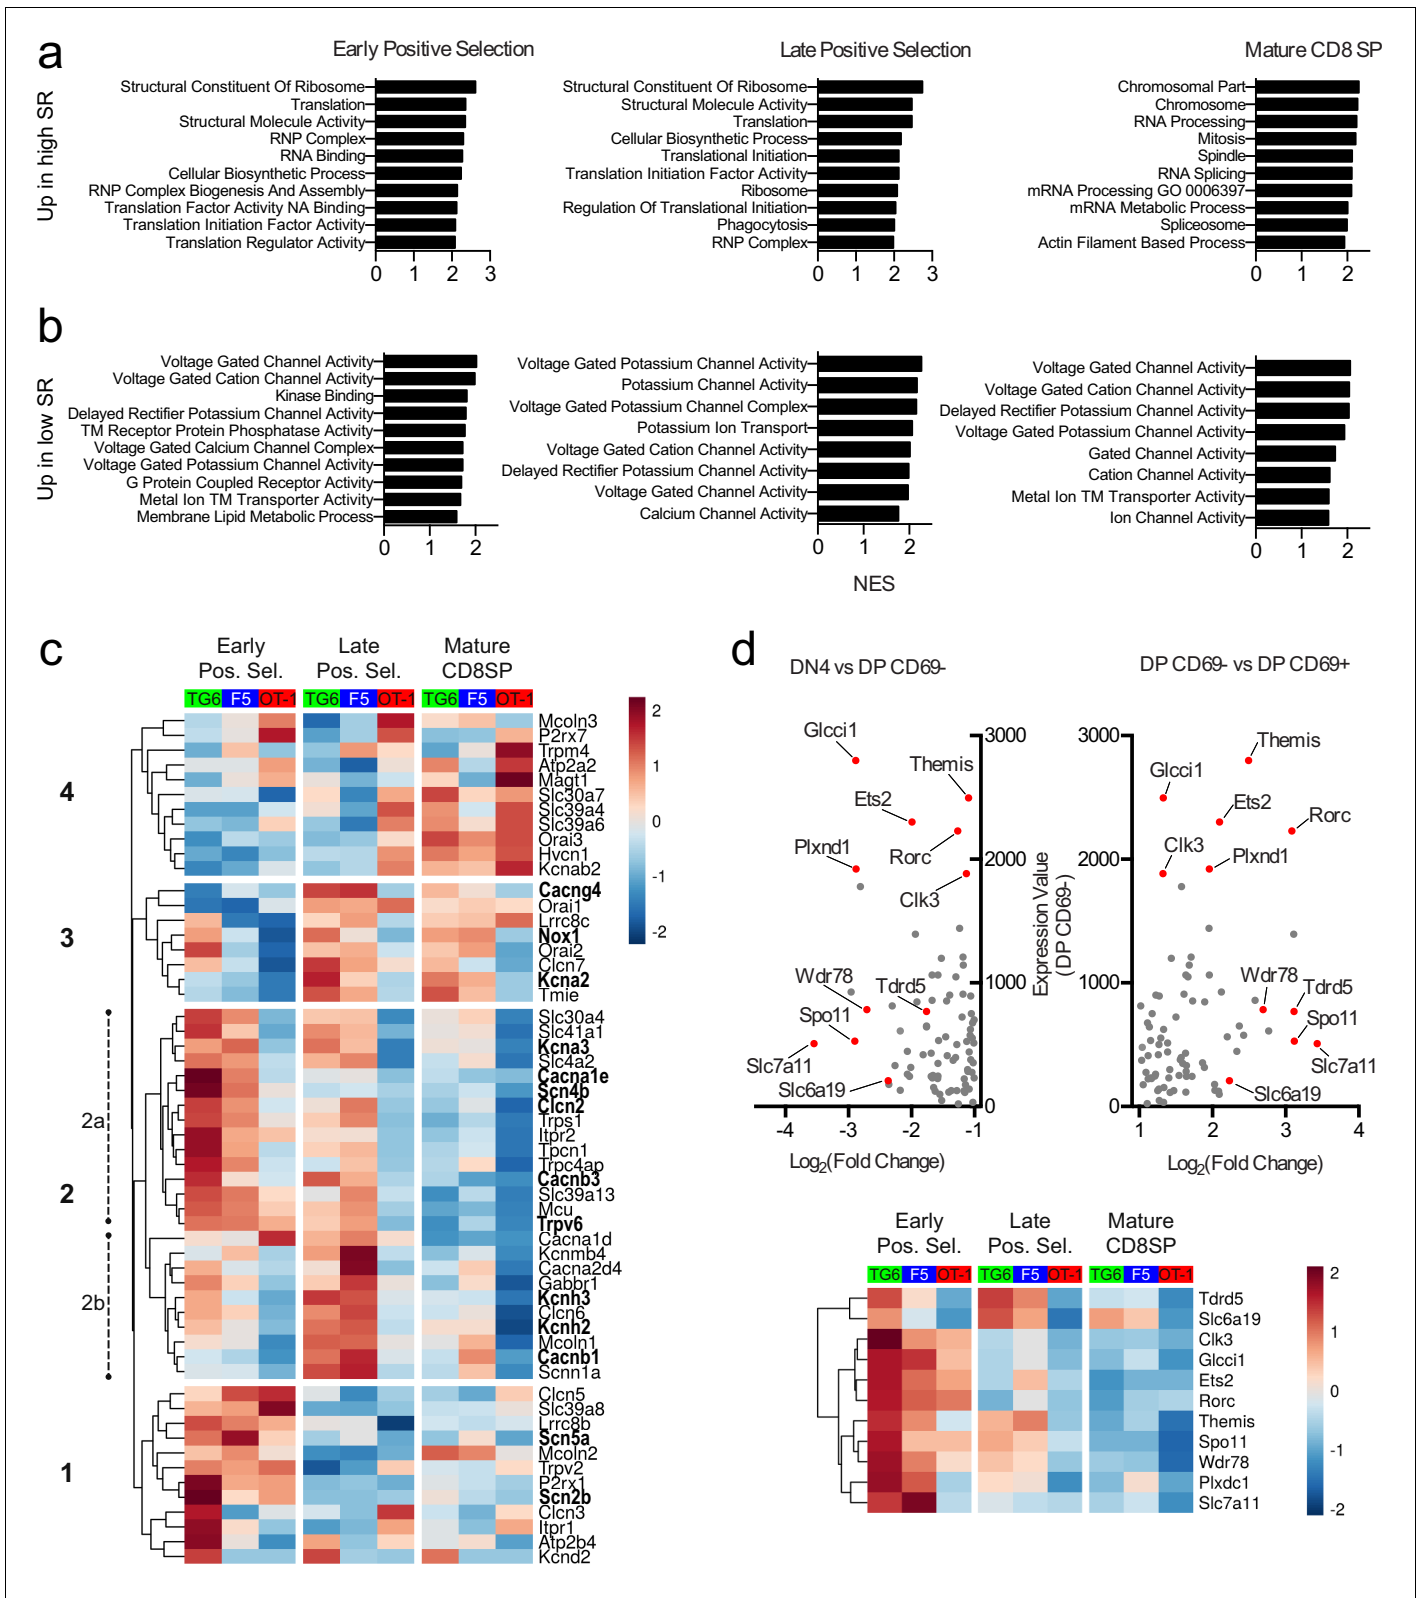 a
Up in high SR
Early Positive Selection
Structural Constituent Of Ribosome
Translation
Structural Molecule Activity
RNP Complex
RNA Binding
Cellular Biosynthetic Process
RNP Complex Biogenesis And Assembly
Translation Factor Activity NA Binding
Translation Initiation Factor Activity
Translation Regulator Activity
0 1 2 3
Late Positive Selection
Structural Constituent Of Ribosome
Structural Molecule Activity
Translation
Cellular Biosynthetic Process
Translational Initiation
Translation Initiation Factor Activity
Ribosome
Regulation Of Translational Initiation
Phagocytosis
RNP Complex
0 1 2 3
Mature CD8 SP
Chromosomal Part
Chromosome
RNA Processing
Mitosis
Spindle
RNA Splicing
mRNA Processing GO 0006397
mRNA Metabolic Process
Spliceosome
Actin Filament Based Process
0 1 2
b
Up in low SR
Voltage Gated Channel Activity
Voltage Gated Cation Channel Activity
Kinase Binding
Delayed Rectifier Potassium Channel Activity
TM Receptor Protein Phosphatase Activity
Voltage Gated Calcium Channel Complex
Voltage Gated Potassium Channel Activity
G Protein Coupled Receptor Activity
Metal Ion TM Transporter Activity
Membrane Lipid Metabolic Process
0 1 2
Voltage Gated Potassium Channel Activity
Potassium Channel Activity
Voltage Gated Potassium Channel Complex
Potassium Ion Transport
Voltage Gated Cation Channel Activity
Delayed Rectifier Potassium Channel Activity
Voltage Gated Channel Activity
Calcium Channel Activity
0 1 2
NES
Voltage Gated Channel Activity
Voltage Gated Cation Channel Activity
Delayed Rectifier Potassium Channel Activity
Voltage Gated Potassium Channel Activity
Gated Channel Activity
Cation Channel Activity
Metal Ion TM Transporter Activity
Ion Channel Activity
0 1 2
c
Early Pos. Sel.
Late Pos. Sel.
Mature CD8SP
TG6 F5 OT-1 TG6 F5 OT-1 TG6 F5 OT-1
4
Mcoln3
P2rx7
Trpm4
Atp2a2
Magt1
Slc30a7
Slc39a4
Slc39a6
Orai3
Hvcn1
Kcnab2
3
Cacng4
Orai1
Lrrc8c
Nox1
Orai2
Clcn7
Kcna2
Tmie
2
2a
Slc30a4
Slc41a1
Kcna3
Slc4a2
Cacna1e
Scn4b
Clcn2
Trps1
Itpr2
Tpcn1
Trpc4ap
Cacnb3
Slc39a13
Mcu
Trpv6
2b
Cacna1d
Kcnmb4
Cacna2d4
Gabbr1
Kcnh3
Clcn6
Kcnh2
Mcoln1
Cacnb1
Scnn1a
1
Clcn5
Slc39a8
Lrrc8b
Scn5a
Mcoln2
Trpv2
P2rx1
Scn2b
Clcn3
Itpr1
Atp2b4
Kcnd2
2
1
0
-1
-2
d
DN4 vs DP CD69-
Glcci1
Themis
Ets2
Rorc
Plxnd1
Clk3
Wdr78
Tdrd5
Spo11
Slc7a11
Slc6a19
3000
2000
1000
0
-4 -3 -2 -1
Log2(Fold Change)
Expression Value
(DP CD69-)
DP CD69- vs DP CD69+
3000
2000
1000
0
Themis
Glcci1
Ets2
Rorc
Clk3
Plxnd1
Wdr78
Tdrd5
Spo11
Slc7a11
Slc6a19
1 2 3 4
Log2(Fold Change)
Early Pos. Sel.
Late Pos. Sel.
Mature CD8SP
TG6 F5 OT-1 TG6 F5 OT-1 TG6 F5 OT-1
Tdrd5
Slc6a19
Clk3
Glcci1
Ets2
Rorc
Themis
Spo11
Wdr78
Plxdc1
Slc7a11
2
1
0
-1
-2